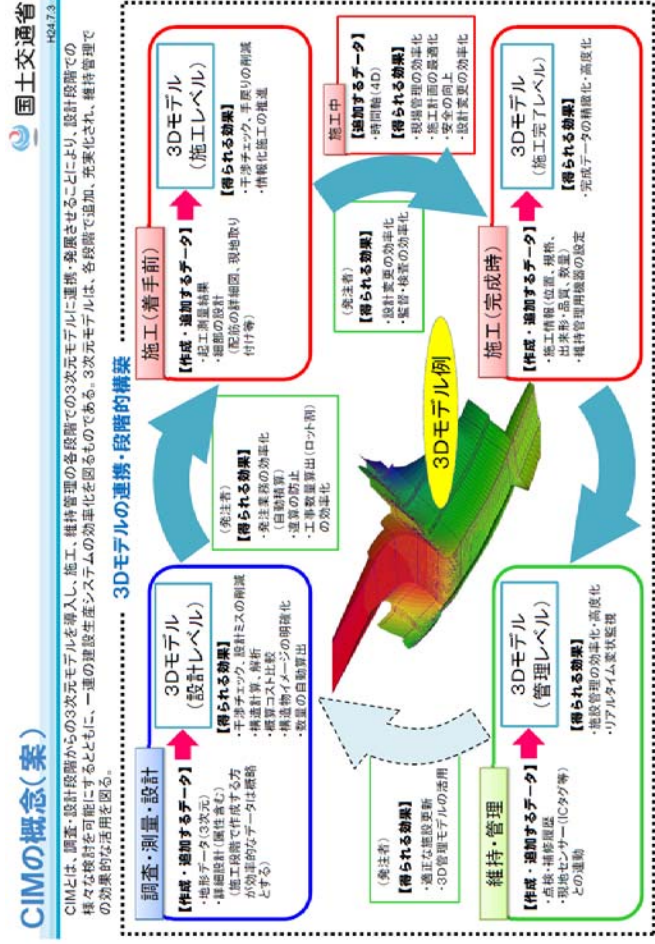 CIMの概念（案）
国土交通省
H24.7.3
CIMとは、調査・設計段階からの3次元モデルを導入し、施工、維持管理の各段階での3次元モデルに連携・発展させることにより、設計段階での
様々な検討を可能にするとともに、一連の建設生産システムの効率化を図るものである。3次元モデルは、各段階で追加、充実化され、維持管理で
の効果的な活用を図る。
3Dモデルの連携・段階的構築
調査・測量・設計
【作成・追加するデータ】
・地形データ（3次元）
・詳細設計（属性含む）
（施工段階で作成する方
が効率的なデータは概略
とする）
3Dモデル
（設計レベル）
【得られる効果】
・干渉チェック、設計ミスの削減
・構造計算、解析
・概算コスト比較
・構造物イメージの明確化
・数量の自動算出
（発注者）
【得られる効果】
・発注業務の効率化
（自動積算）
・違算の防止
・工事数量算出（ロット割）
の効率化
施工（着手前）
【作成・追加するデータ】
・起工測量結果
・細部の設計
（配筋の詳細図、現地取り
付け等）
3Dモデル
（施工レベル）
【得られる効果】
・干渉チェック、手戻りの削減
・情報化施工の推進
（発注者）
【得られる効果】
・設計変更の効率化
・監督・検査の効率化
施工中
【追加するデータ】
・時間軸（4D）
【得られる効果】
・現場管理の効率化
・施工計画の最適化
・安全の向上
・設計変更の効率化
3Dモデル例
施工（完成時）
【作成・追加するデータ】
・施工情報（位置、規格、
出来形・品質、数量）
・維持管理用機器の設定
3Dモデル
（施工完了レベル）
【得られる効果】
・完成データの精緻化・高度化
維持・管理
【作成・追加するデータ】
・点検・補修履歴
・現地センサー（ICタグ等）
との連動
3Dモデル
（管理レベル）
【得られる効果】
・施設管理の効率化・高度化
・リアルタイム変状監視
（発注者）
【得られる効果】
・適正な施設更新
・3D管理モデルの活用